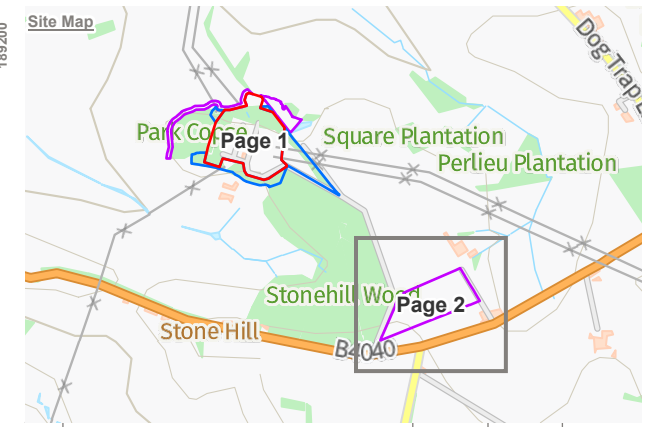 Site Map
189200
Dog Trap L
Park Copse
Page 1
Square Plantation
Perlieu Plantation
Stonehill Wood
Page 2
Stone Hill
B4040